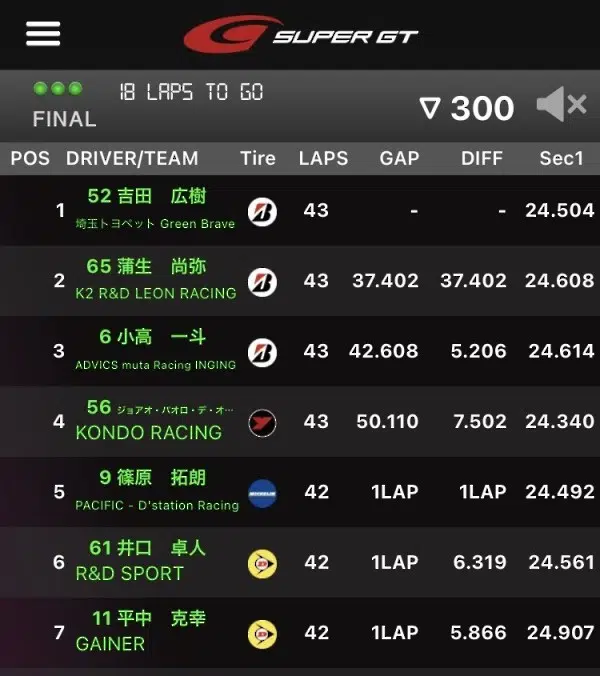 SUPER GT
18 LAPS TO GO
FINAL
▽ 300
POS DRIVER/TEAM Tire LAPS GAP DIFF Sec1
52 吉田 広樹
1 43 - - 24.504
埼玉トヨペット Green Brave
65 蒲生 尚弥
2 43 37.402 37.402 24.608
K2 R&D LEON RACING
6 小高 一斗
3 43 42.608 5.206 24.614
ADVICS muta Racing INGING
56 ジョアオ・パオロ・デ・オ…
4 43 50.110 7.502 24.340
KONDO RACING
9 篠原 拓朗
5 42 1LAP 1LAP 24.492
PACIFIC - D'station Racing
61 井口 卓人
6 42 1LAP 6.319 24.561
R&D SPORT
11 平中 克幸
7 42 1LAP 5.866 24.907
GAINER